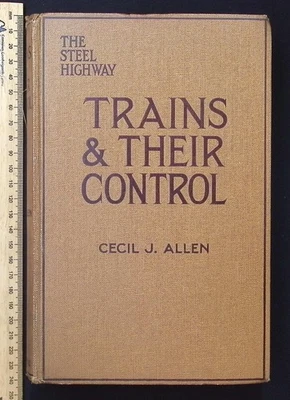 THE
STEEL
HIGHWAY
TRAINS
& THEIR
CONTROL
CECIL J. ALLEN